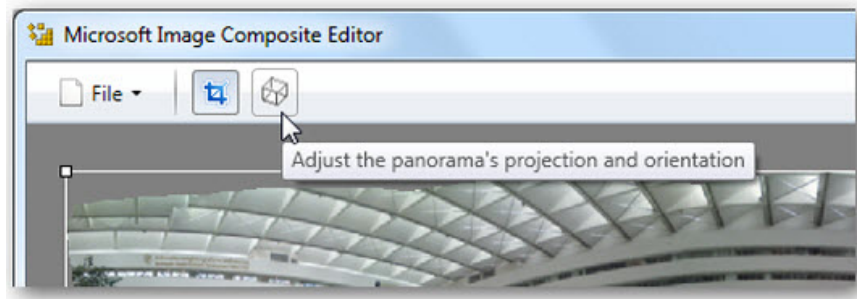 Microsoft Image Composite Editor
File
Adjust the panorama's projection and orientation